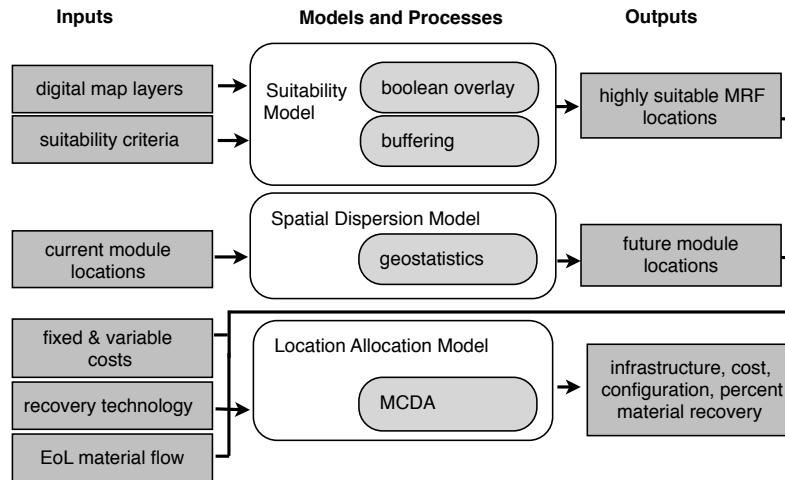 Inputs
Models and Processes
Outputs
digital map layers
suitability criteria
Suitability
Model
boolean overlay
buffering
highly suitable MRF
locations
current module
locations
Spatial Dispersion Model
geostatistics
future module
locations
fixed & variable
costs
recovery technology
EoL material flow
Location Allocation Model
MCDA
infrastructure, cost,
configuration, percent
material recovery